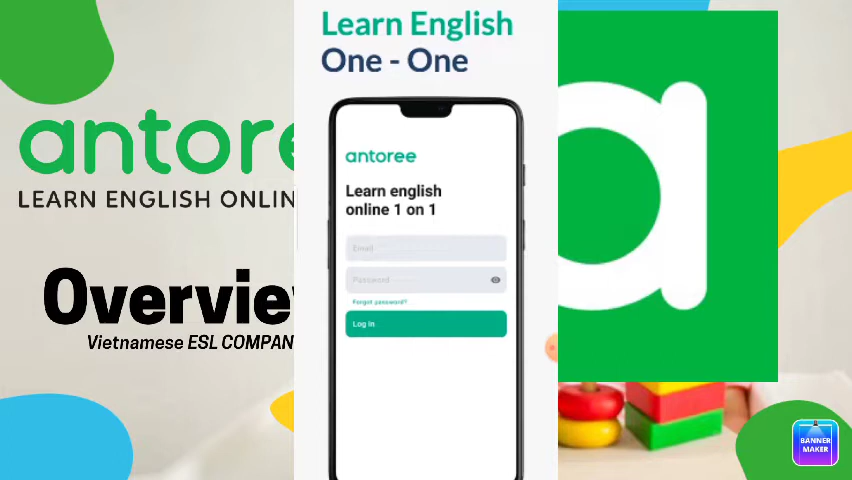 antore
LEARN ENGLISH ONLIN
Overvie
Vietnamese ESL COMPAN
Learn English
One - One
antoree
Learn english
online 1 on 1
Email
Password
Forgot password?
Log In
a
BANNER
MAKER